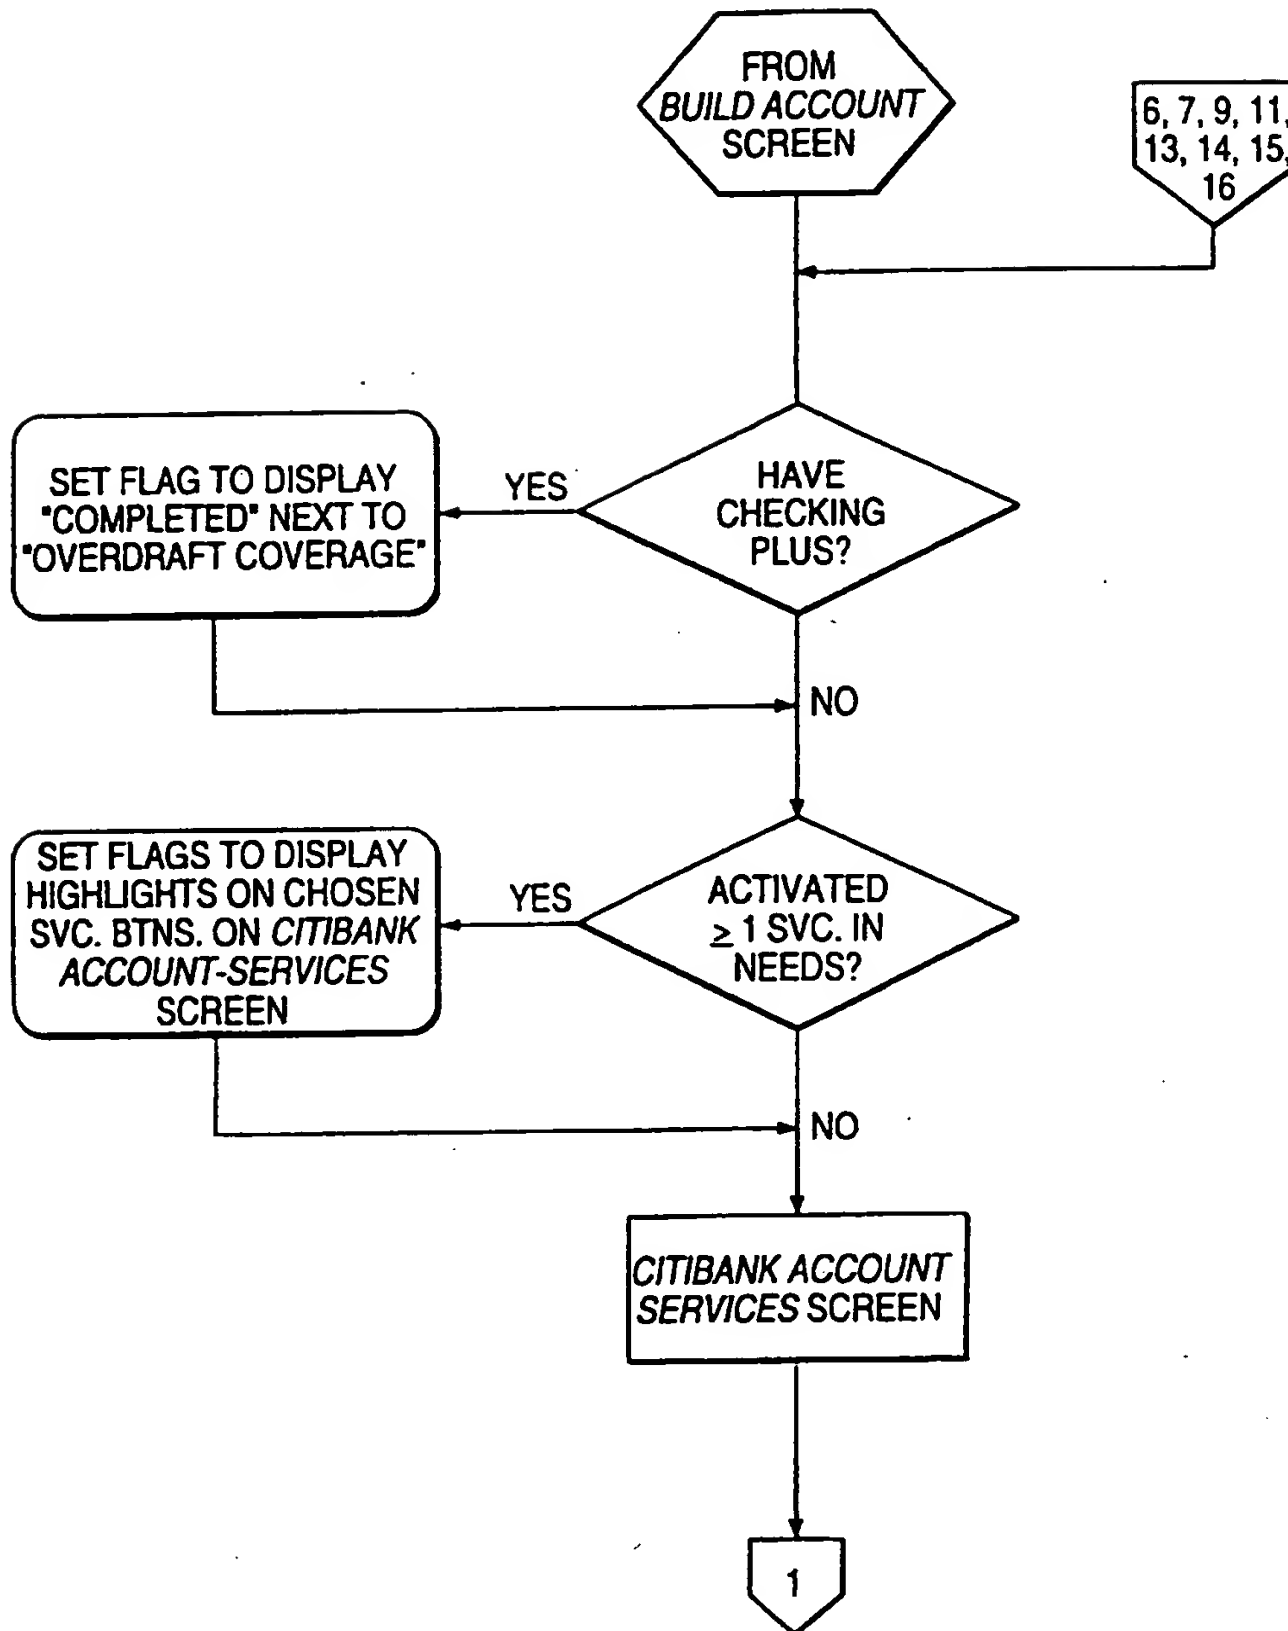 FROM
BUILD ACCOUNT
SCREEN
6, 7, 9, 11,
13, 14, 15,
16
SET FLAG TO DISPLAY
"COMPLETED" NEXT TO
"OVERDRAFT COVERAGE"
YES
HAVE
CHECKING
PLUS?
NO
SET FLAGS TO DISPLAY
HIGHLIGHTS ON CHOSEN
SVC. BTNS. ON CITIBANK
ACCOUNT-SERVICES
SCREEN
YES
ACTIVATED
≥ 1 SVC. IN
NEEDS?
NO
CITIBANK ACCOUNT
SERVICES SCREEN
1